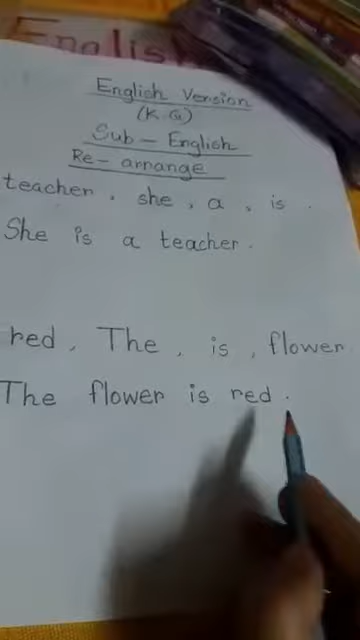 English
English Version
(K.G)
Sub - English
Re- arrange
teacher, she, a, is.
She is a teacher.
red, The, is, flower
The flower is red.